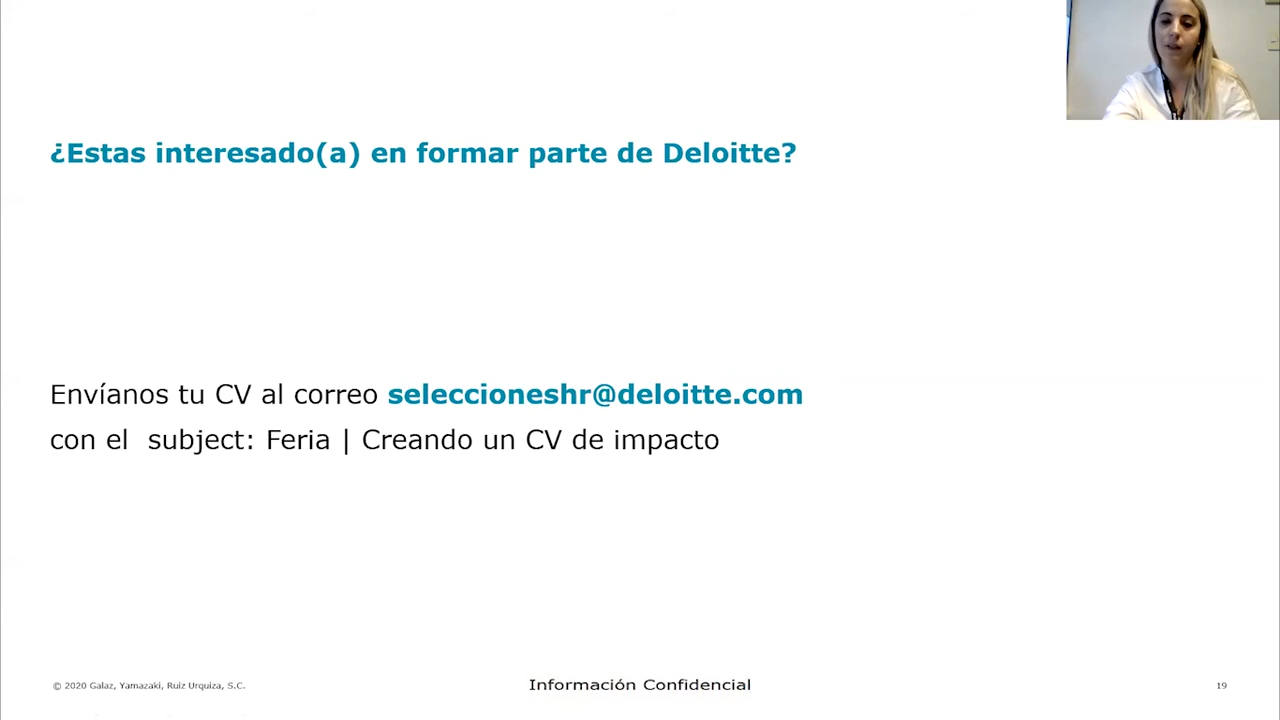 ¿Estas interesado(a) en formar parte de Deloitte?
Envíanos tu CV al correo seleccioneshr@deloitte.com
con el  subject: Feria | Creando un CV de impacto
© 2020 Galaz, Yamazaki, Ruiz Urquiza, S.C.
Información Confidencial
19